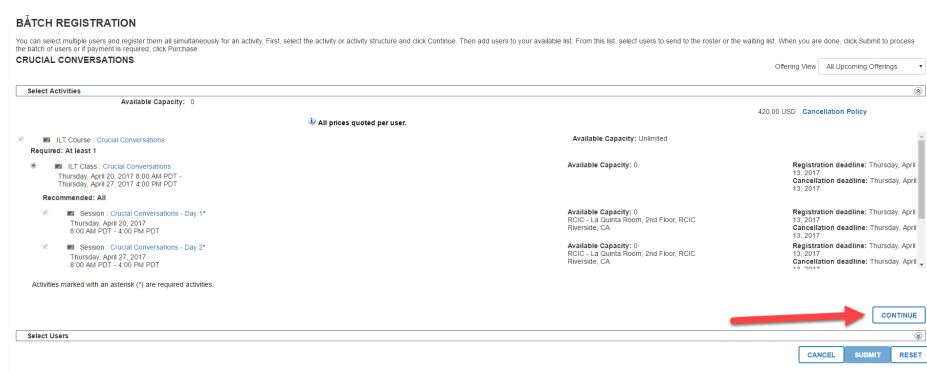 BATCH REGISTRATION
You can select multiple users and register them all simultaneously for an activity. First, select the activity or activity structure and click Continue. Then add users to your available list. From this list, select users to send to the roster or the waiting list. When you are done, click Submit to process
the batch of users or if payment is required, click Purchase.
CRUCIAL CONVERSATIONS
Offering View All Upcoming Offerings
Select Activities
Available Capacity: 0
420.00 USD Cancellation Policy
All prices quoted per user.
ILT Course : Crucial Conversations Available Capacity: Unlimited
Required: At least 1
ILT Class : Crucial Conversations Available Capacity: 0 Registration deadline: Thursday, April
Thursday, April 20, 2017 8:00 AM PDT - 13, 2017
Thursday, April 27, 2017 4:00 PM PDT Cancellation deadline: Thursday, April
13, 2017
Recommended: All
Session : Crucial Conversations - Day 1* Available Capacity: 0 Registration deadline: Thursday, April
Thursday, April 20, 2017 RCIC - La Quinta Room, 2nd Floor, RCIC 13, 2017
8:00 AM PDT - 4:00 PM PDT Riverside, CA Cancellation deadline: Thursday, April
13, 2017
Session : Crucial Conversations - Day 2* Available Capacity: 0 Registration deadline: Thursday, April
Thursday, April 27, 2017 RCIC - La Quinta Room, 2nd Floor, RCIC 13, 2017
8:00 AM PDT - 4:00 PM PDT Riverside, CA Cancellation deadline: Thursday, April
13, 2017
Activities marked with an asterisk (*) are required activities.
CONTINUE
Select Users
CANCEL SUBMIT RESET